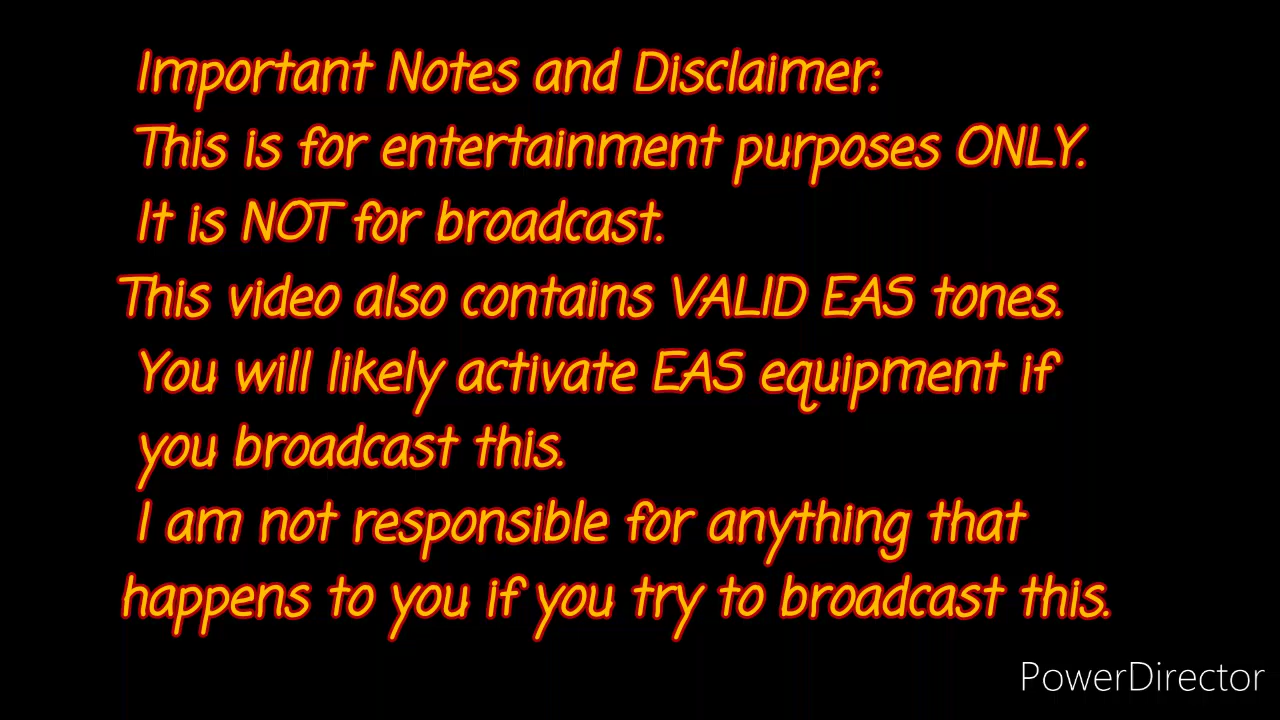 Important Notes and Disclaimer:
This is for entertainment purposes ONLY.
It is NOT for broadcast.
This video also contains VALID EAS tones.
You will likely activate EAS equipment if
you broadcast this.
I am not responsible for anything that
happens to you if you try to broadcast this.
PowerDirector